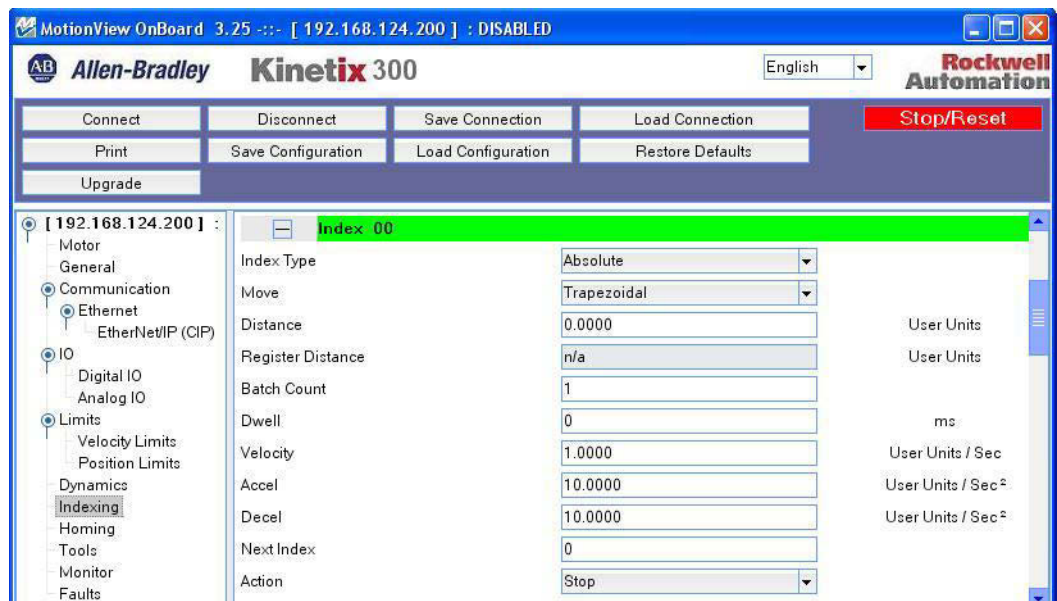 MotionView OnBoard 3.25 -::- [ 192.168.124.200 ] : DISABLED
AB Allen-Bradley Kinetix 300 English Rockwell Automation
Connect Disconnect Save Connection Load Connection Stop/Reset
Print Save Configuration Load Configuration Restore Defaults
Upgrade
[ 192.168.124.200 ] :
Motor
General
Communication
Ethernet
EtherNet/IP (CIP)
IO
Digital IO
Analog IO
Limits
Velocity Limits
Position Limits
Dynamics
Indexing
Homing
Tools
Monitor
Faults
Index 00
Index Type Absolute
Move Trapezoidal
Distance 0.0000 User Units
Register Distance n/a User Units
Batch Count 1
Dwell 0 ms
Velocity 1.0000 User Units / Sec
Accel 10.0000 User Units / Sec²
Decel 10.0000 User Units / Sec²
Next Index 0
Action Stop